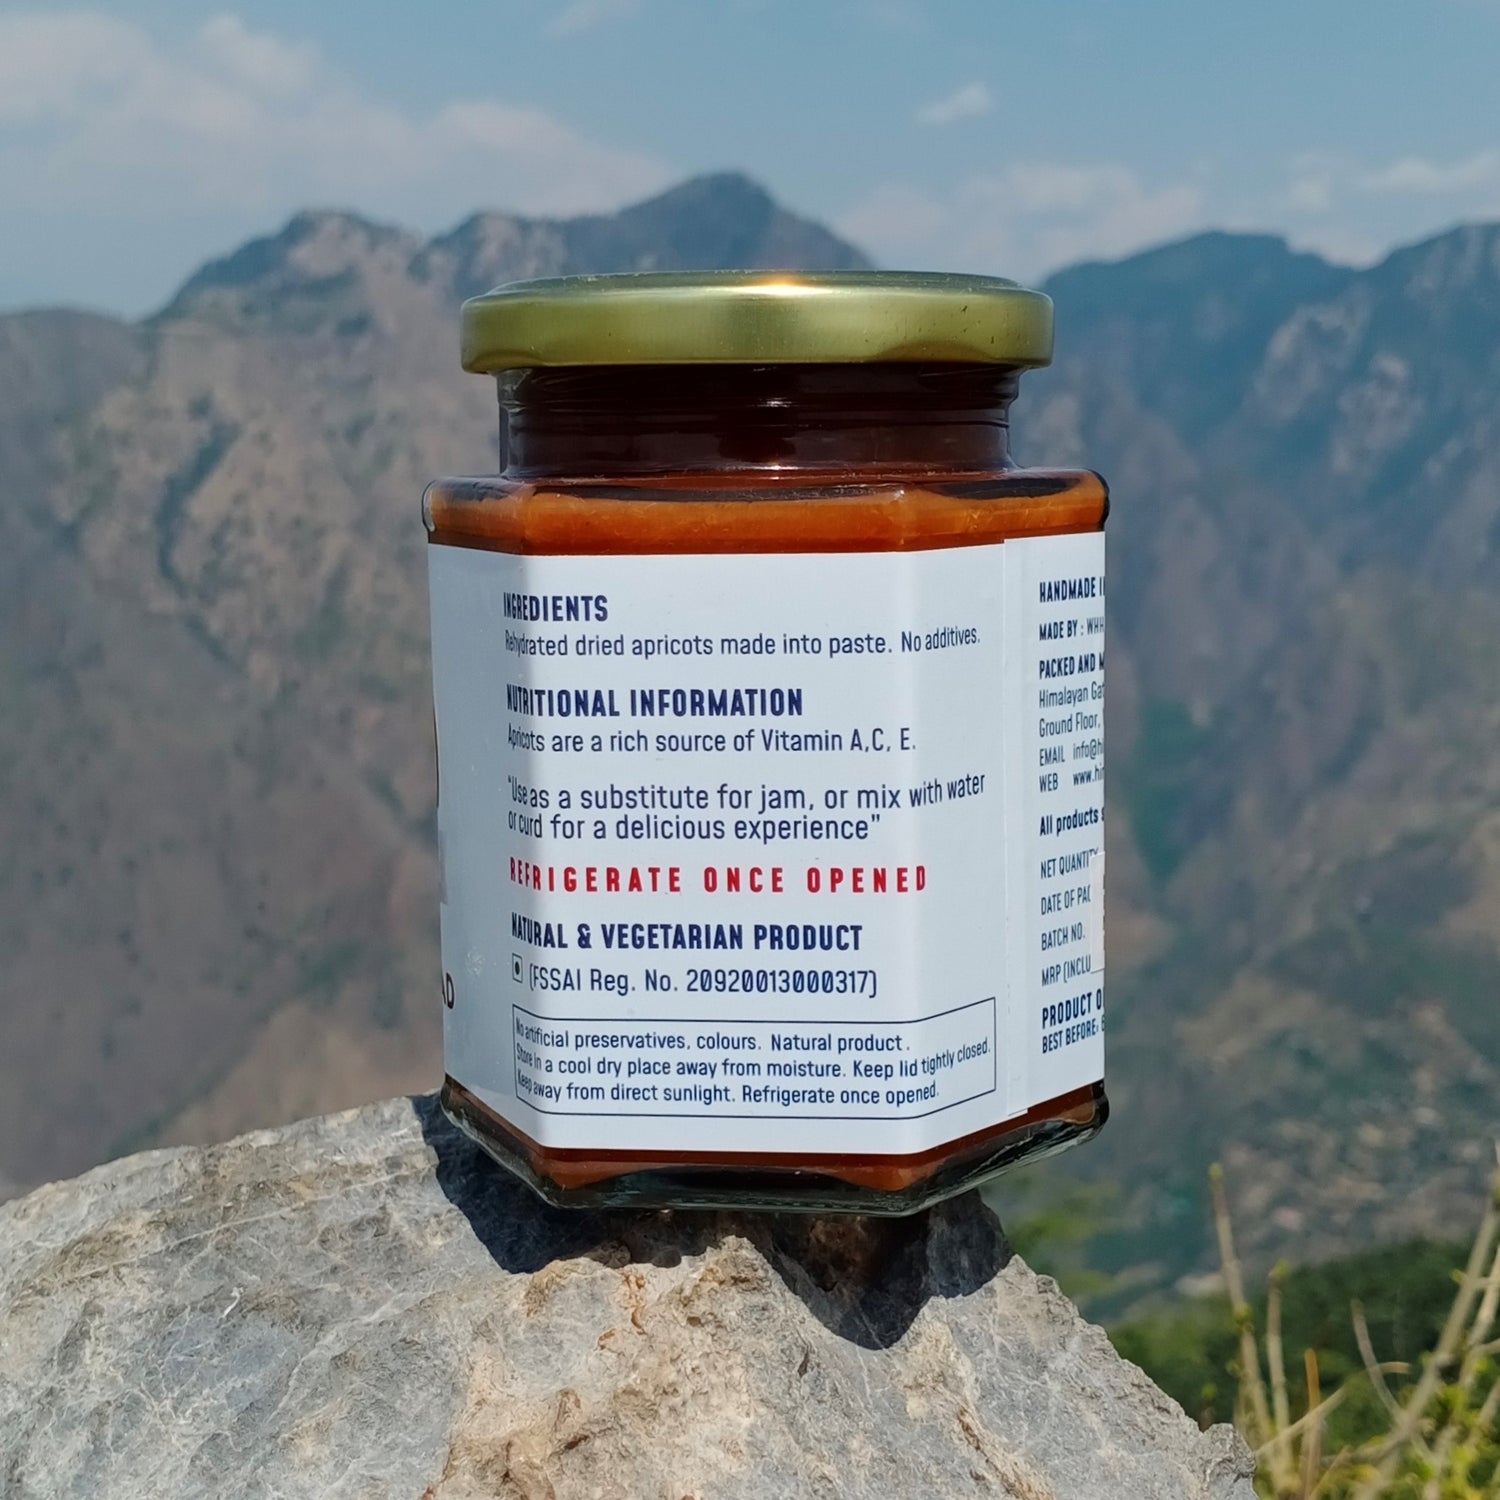 INGREDIENTS
Rehydrated dried apricots made into paste. No additives.
NUTRITIONAL INFORMATION
Apricots are a rich source of Vitamin A,C, E.
"Use as a substitute for jam, or mix with water
or curd for a delicious experience"
REFRIGERATE ONCE OPENED
NATURAL & VEGETARIAN PRODUCT
(FSSAI Reg. No. 20920013000317)
No artificial preservatives, colours. Natural product.
Store in a cool dry place away from moisture. Keep lid tightly closed.
Keep away from direct sunlight. Refrigerate once opened.
HANDMADE
MADE BY :
PACKED AND
Himalayan
Ground Floor,
EMAIL
WEB
All products
NET QUANTITY
DATE OF
BATCH NO.
MRP
PRODUCT
BEST BEFORE: